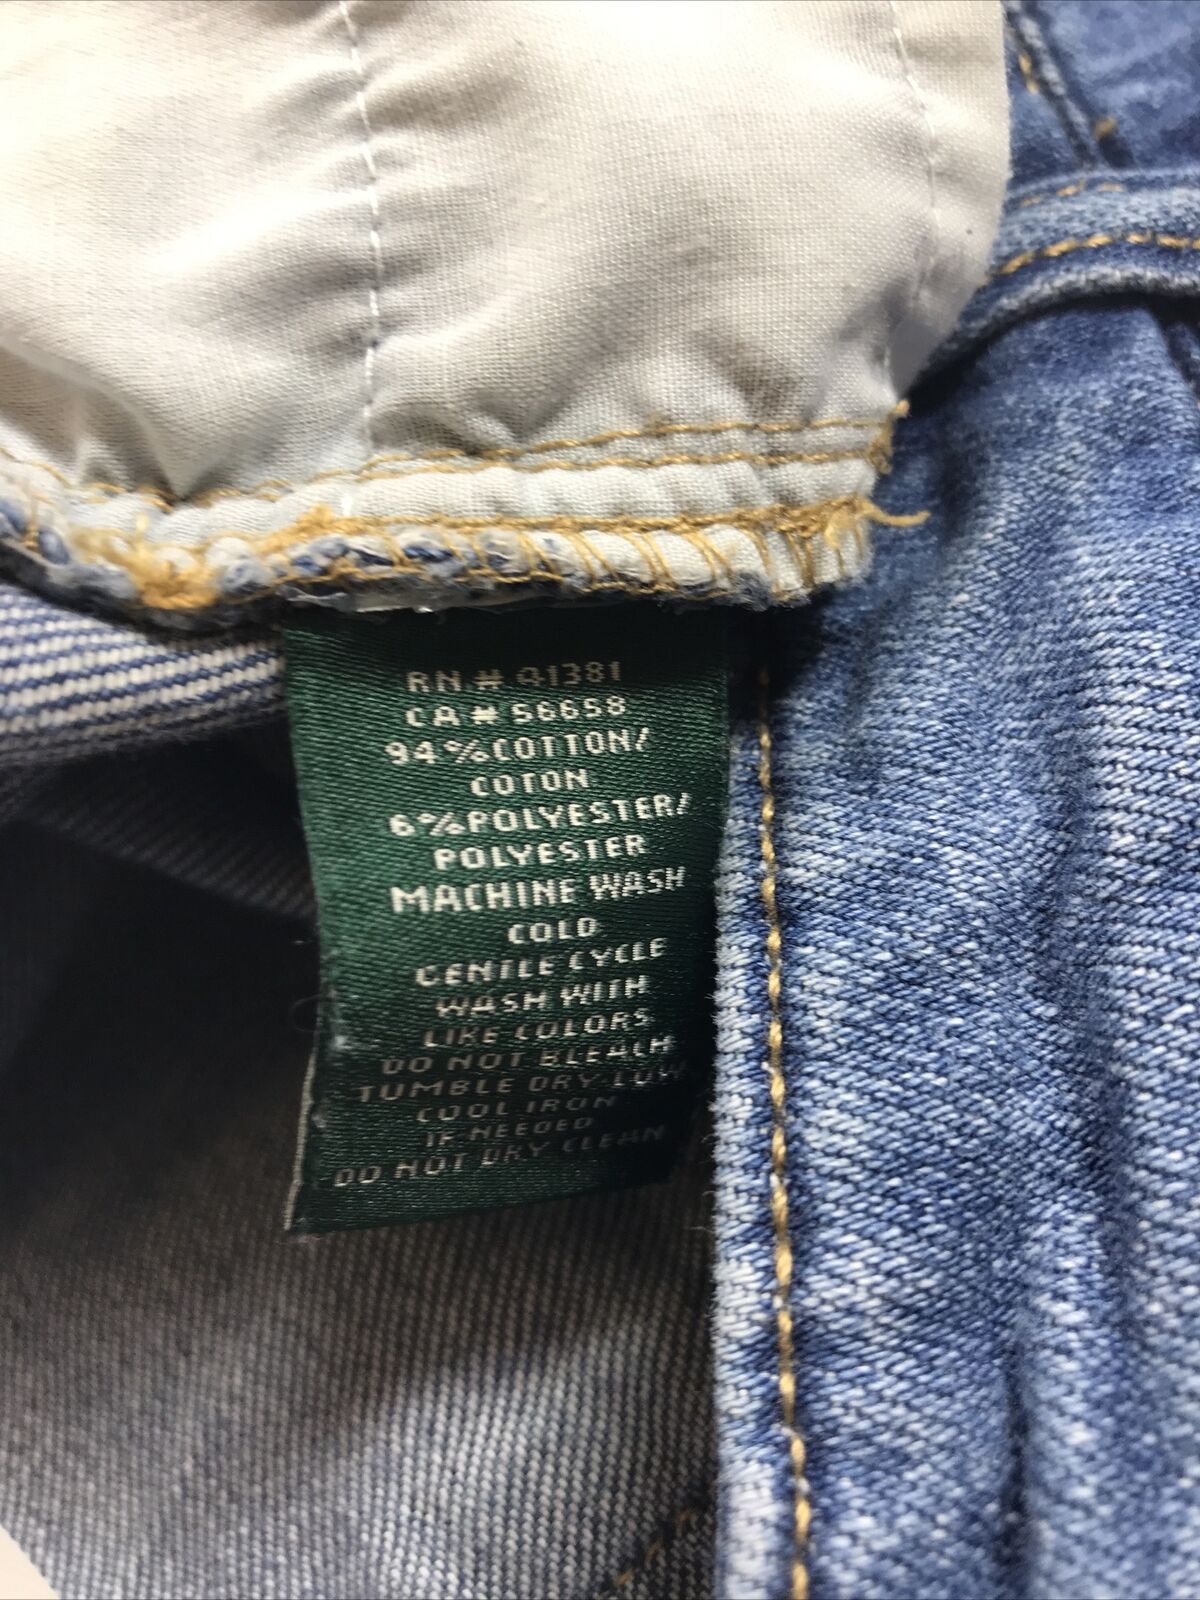 RN # Q1381
CA # 56658
94%COTTON/
COTON
6%POLYESTER/
POLYESTER
MACHINE WASH
COLD
GENTLE CYCLE
WASH WITH
LIKE COLORS
DO NOT BLEACH
TUMBLE DRY LOW
COOL IRON
IF NEEDED
DO NOT DRY CLEAN